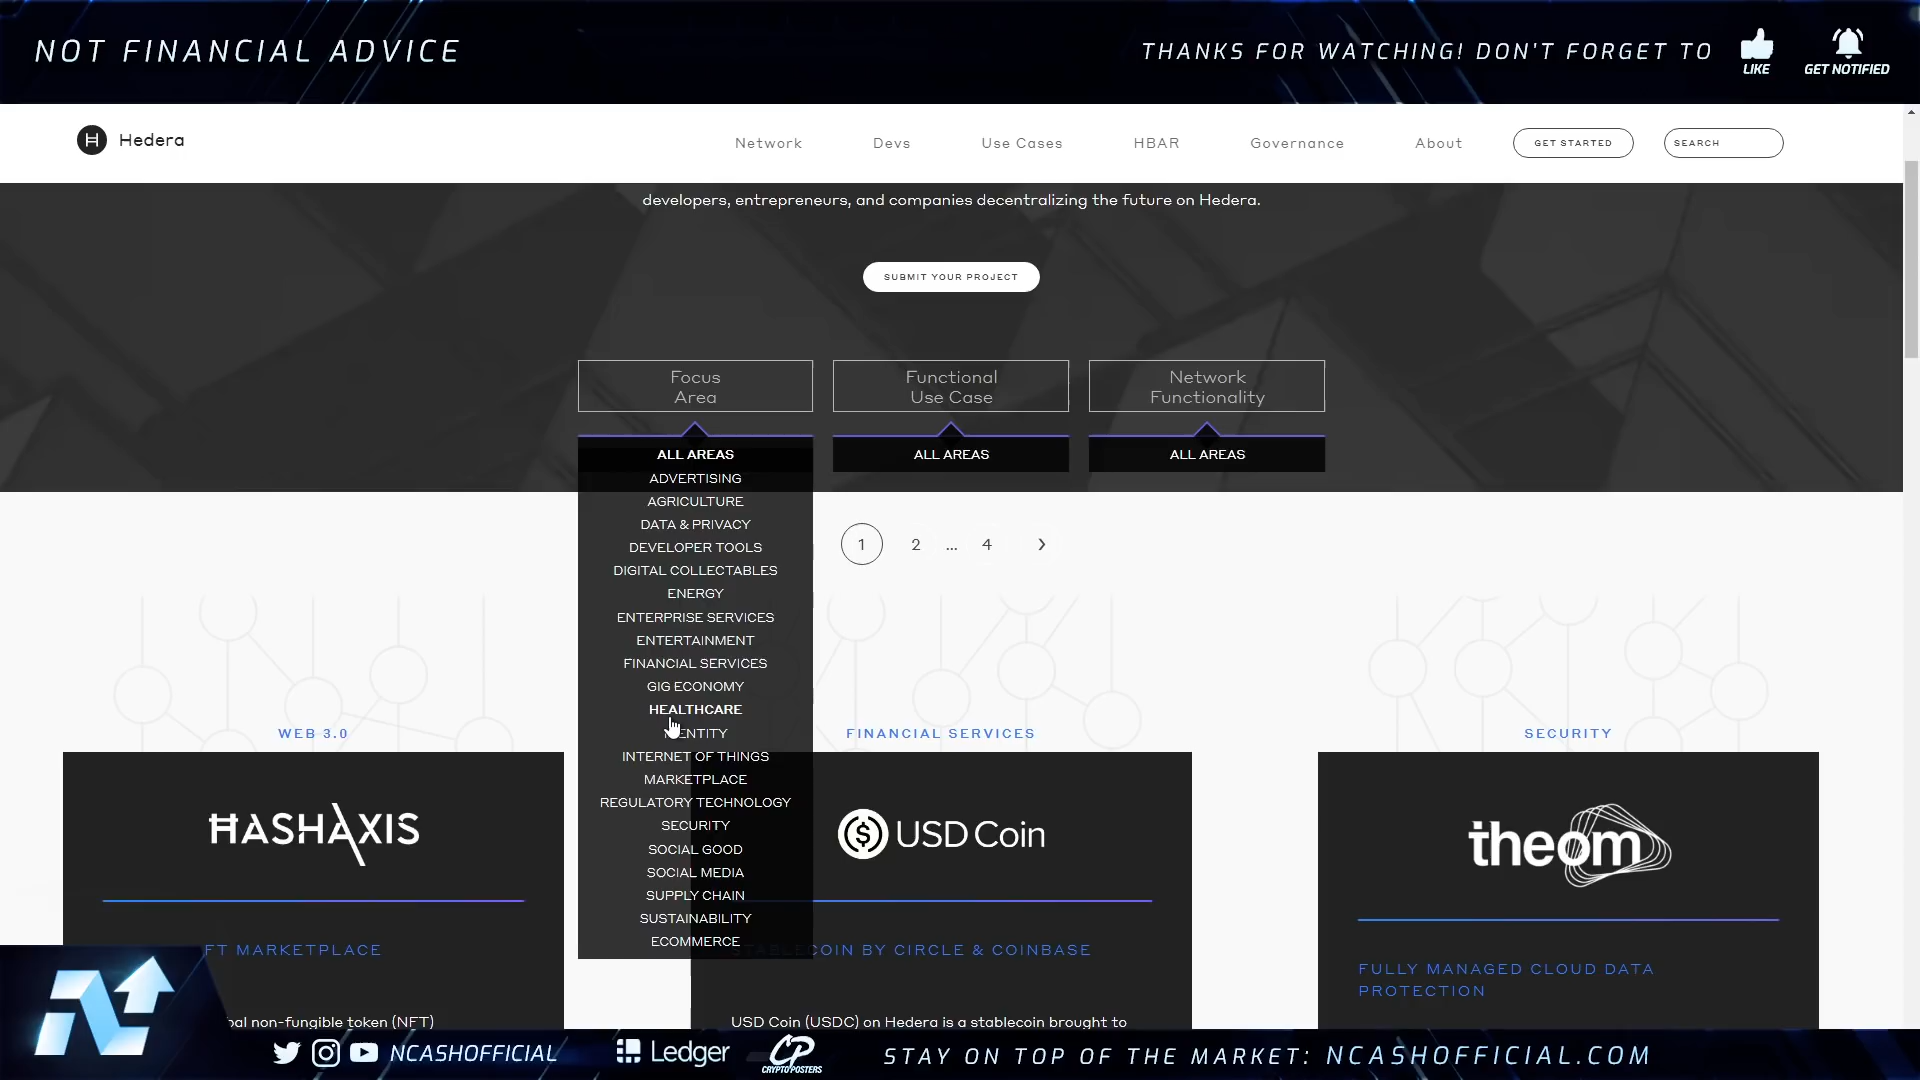 NOT FINANCIAL ADVICE
THANKS FOR WATCHING! DON'T FORGET TO
LIKE
GET NOTIFIED
Hedera
Network
Devs
Use Cases
HBAR
Governance
About
GET STARTED
SEARCH
developers, entrepreneurs, and companies decentralizing the future on Hedera.
SUBMIT YOUR PROJECT
Focus
Area
Functional
Use Case
Network
Functionality
ALL AREAS
ALL AREAS
ALL AREAS
ADVERTISING
AGRICULTURE
DATA & PRIVACY
DEVELOPER TOOLS
DIGITAL COLLECTABLES
ENERGY
ENTERPRISE SERVICES
ENTERTAINMENT
FINANCIAL SERVICES
GIG ECONOMY
HEALTHCARE
ENTITY
INTERNET OF THINGS
MARKETPLACE
REGULATORY TECHNOLOGY
SECURITY
SOCIAL GOOD
SOCIAL MEDIA
SUPPLY CHAIN
SUSTAINABILITY
ECOMMERCE
1 2 ... 4 ›
WEB 3.0
HASHAXIS
FT MARKETPLACE
bal non-fungible token (NFT)
FINANCIAL SERVICES
USD Coin
STABLECOIN BY CIRCLE & COINBASE
USD Coin (USDC) on Hedera is a stablecoin brought to
SECURITY
theom
FULLY MANAGED CLOUD DATA
PROTECTION
NCASHOFFICIAL
Ledger
CP
CRYPTO POSTERS
STAY ON TOP OF THE MARKET: NCASHOFFICIAL.COM